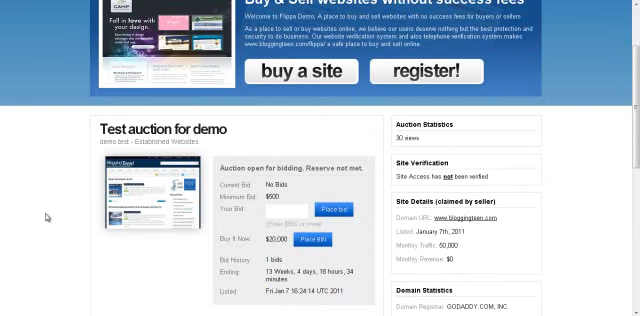 Buy & Sell websites without success fees
CAMP
Fall in love with your design.
Welcome to Flippa Demo, A place to buy and sell websites with no success fees for buyers or sellers
As a place to sell or buy websites online, we believe our users deserve nothing but the best protection and
security to do business. Our website verification system and also telephone verification system makes
www.bloggingteen.com/flippa/ a safe place to buy and sell online.
buy a site
register!
Test auction for demo
demo test - Established Websites
Auction open for bidding. Reserve not met.
Current Bid: No Bids
Minimum Bid: $500
Your Bid: Place bid
(Enter $500 or more)
Buy It Now: $20,000 Place BIN
Bid History: 1 bids
Ending: 13 Weeks, 4 days, 18 hours, 34
minutes
Listed: Fri Jan 7 16:24:14 UTC 2011
Auction Statistics
30 views
Site Verification
Site Access has not been verified
Site Details (claimed by seller)
Domain URL: www.bloggingteen.com
Listed: January 7th, 2011
Monthly Traffic: 50,000
Monthly Revenue: $0
Domain Statistics
Domain Registrar: GODADDY.COM, INC.